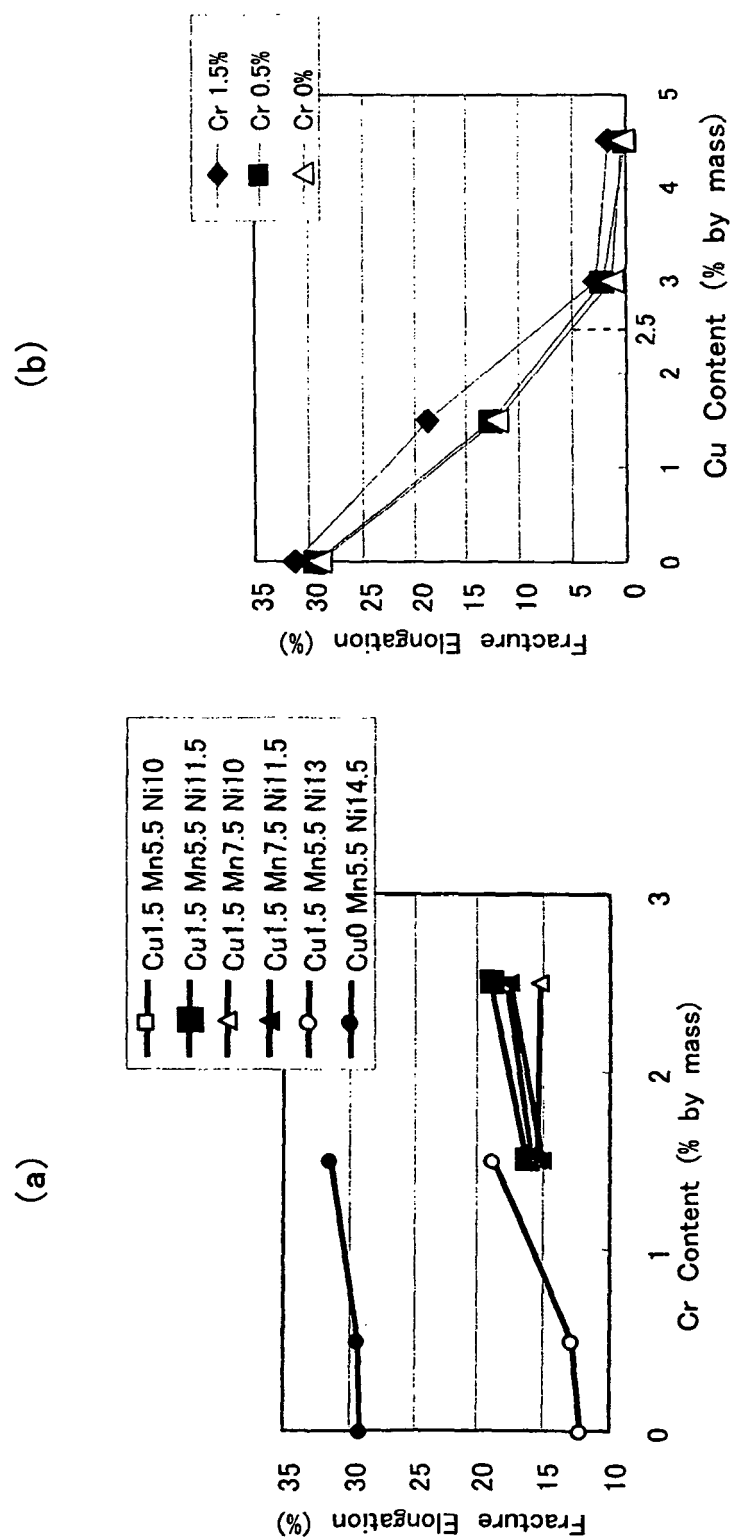 (a)
Cu1.5 Mn5.5 Ni10
Cu1.5 Mn5.5 Ni11.5
Cu1.5 Mn7.5 Ni10
Cu1.5 Mn7.5 Ni11.5
Cu1.5 Mn5.5 Ni13
Cu0 Mn5.5 Ni14.5
35
30
25
20
15
10
Fracture Elongation (%)
0
1
2
3
Cr Content (% by mass)
(b)
Cr 1.5%
Cr 0.5%
Cr 0%
35
30
25
20
15
10
5
0
Fracture Elongation (%)
0
1
2
2.5
3
4
5
Cu Content (% by mass)